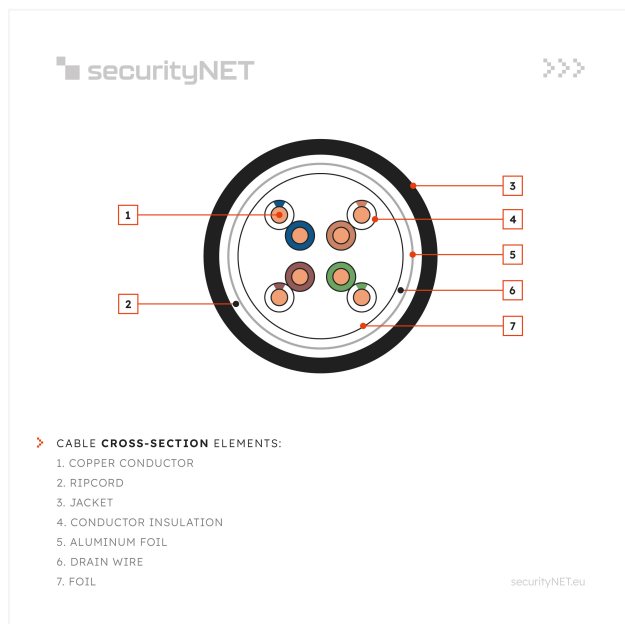 securityNET
1
2
3
4
5
6
7
CABLE CROSS-SECTION ELEMENTS:
1. COPPER CONDUCTOR
2. RIPCORD
3. JACKET
4. CONDUCTOR INSULATION
5. ALUMINUM FOIL
6. DRAIN WIRE
7. FOIL
securityNET.eu